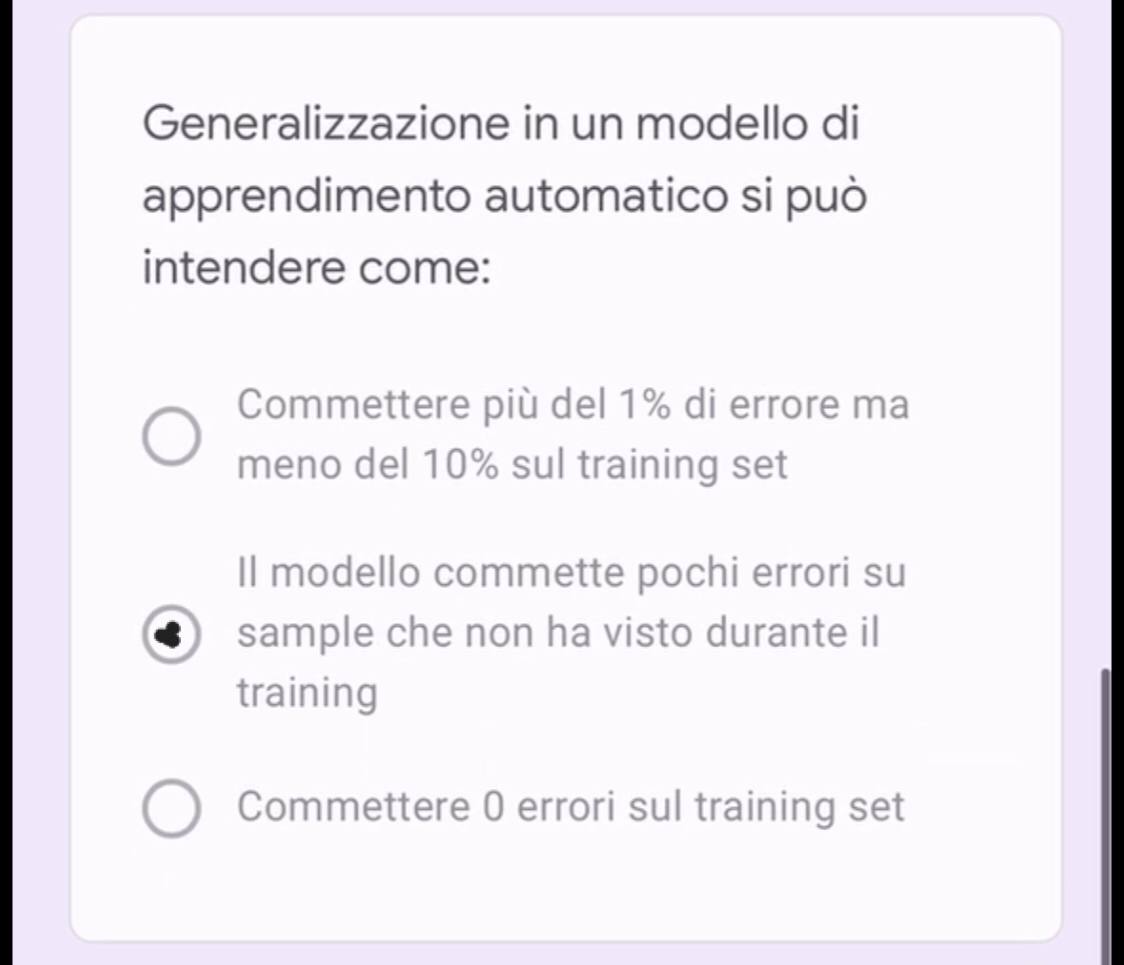 Generalizzazione in un modello di
apprendimento automatico si può
intendere come:
Commettere più del 1% di errore ma
meno del 10% sul training set
Il modello commette pochi errori su
sample che non ha visto durante il
training
Commettere 0 errori sul training set